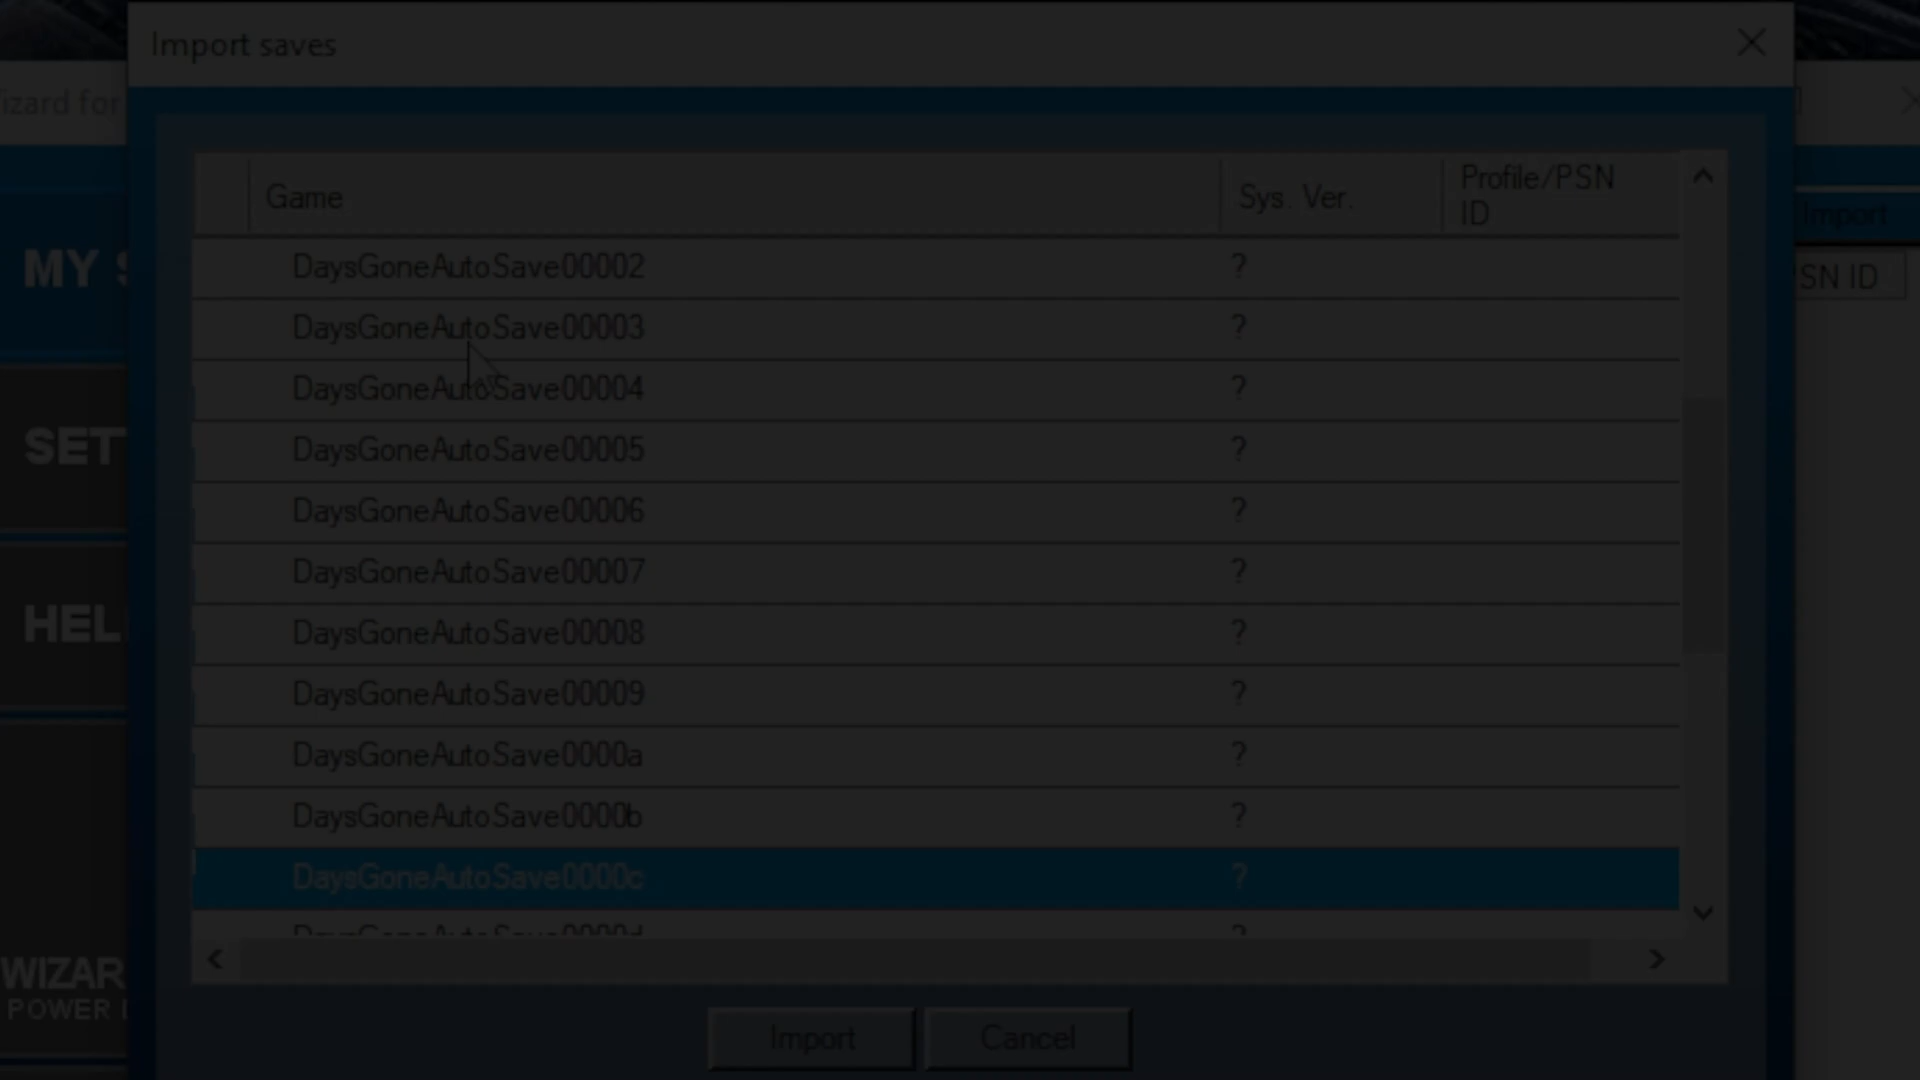 Import saves
izard for
Game
Sys. Ver.
Profile/PSN
ID
Import
SN ID
MY S
SET
HEL
WIZAR
POWER
DaysGoneAutoSave00002 ?
DaysGoneAutoSave00003 ?
DaysGoneAutoSave00004 ?
DaysGoneAutoSave00005 ?
DaysGoneAutoSave00006 ?
DaysGoneAutoSave00007 ?
DaysGoneAutoSave00008 ?
DaysGoneAutoSave00009 ?
DaysGoneAutoSave0000a ?
DaysGoneAutoSave0000b ?
DaysGoneAutoSave0000c ?
DaysGoneAutoSave0000d ?
Import
Cancel